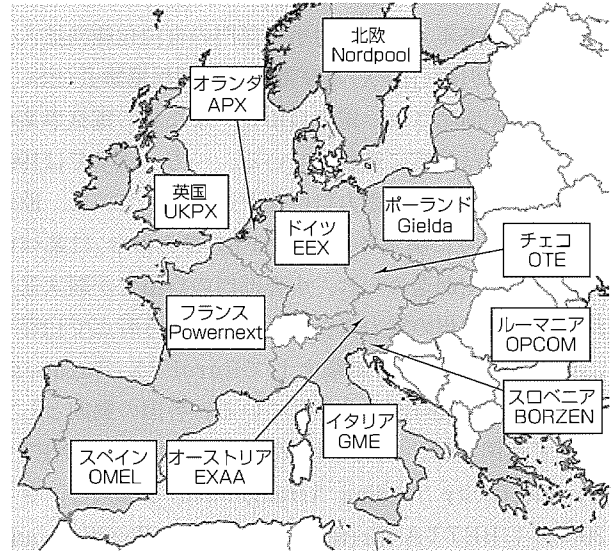 北欧
Nordpool
オランダ
APX
英国
UKPX
ドイツ
EEX
ポーランド
Gielda
チェコ
OTE
フランス
Powernext
ルーマニア
OPCOM
スロベニア
BORZEN
イタリア
GME
スペイン
OMEL
オーストリア
EXAA